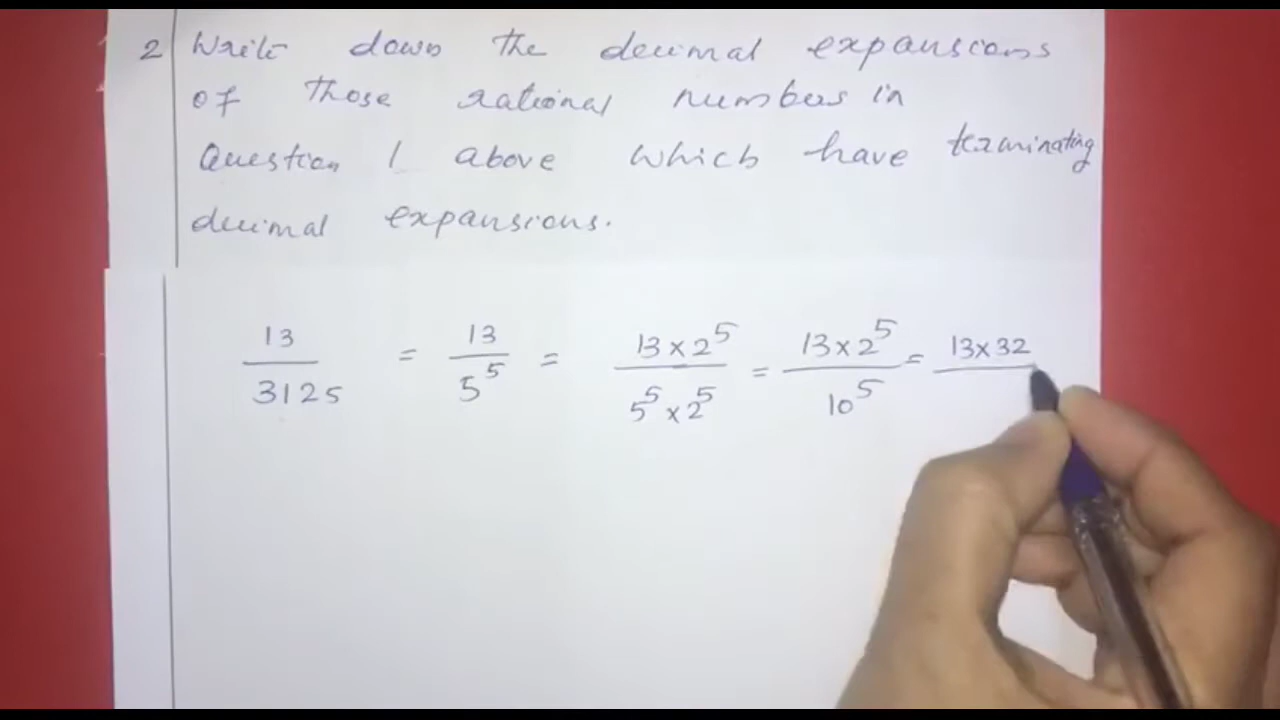 2 Write down the decimal expansions
of those rational numbers in
Question 1 above which have terminating
decimal expansions.
13/3125 = 13/5^5 = 13×2^5/5^5×2^5 = 13×2^5/10^5 = 13×32